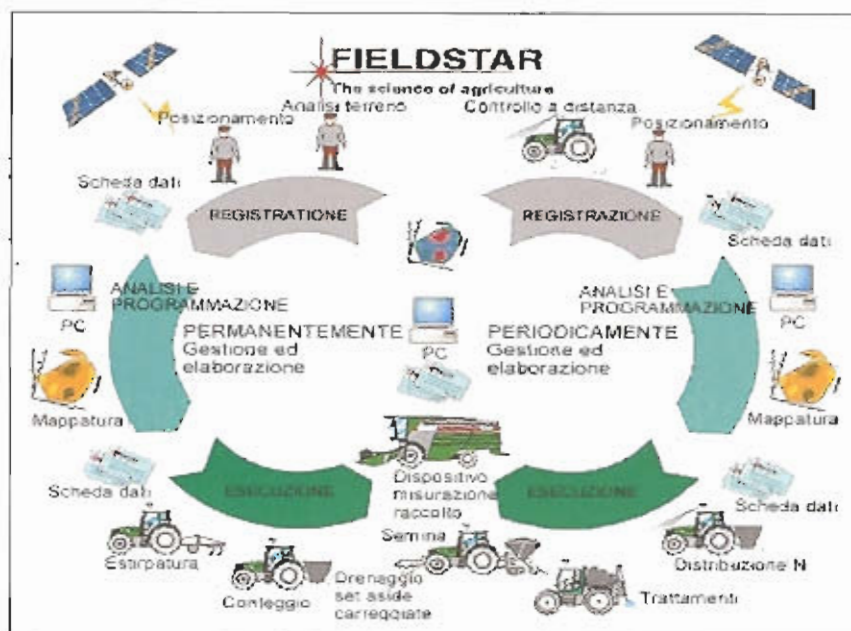 FIELDSTAR
The science of agriculture
Analisi terreno
Controllo a distanza
Posizionamento
Posizionamento
Scheda dati
REGISTRATIONE
REGISTRAZIONE
Scheda dati
ANALISI E
PROGRAMMAZIONE
PC
ANALISI E
PROGRAMMAZIONE
PC
PERMANENTEMENTE
Gestione ed
elaborazione
PC
PERIODICAMENTE
Gestione ed
elaborazione
Mappatura
Mappatura
Scheda dati
ESECUZIONE
Dispositivo
misurazione
raccolto
ESECUZIONE
Scheda dati
Semina
Estirpatura
Conteggio
Drenaggio
set aside
carreggiate
Distribuzione N
Trattamenti